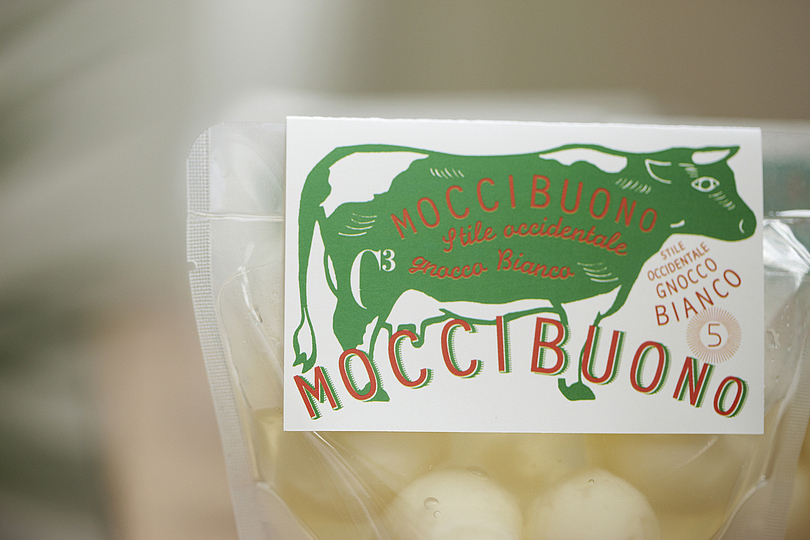 MOCCIBUONO
Stile occidentale
gnocco Bianco
C³
STILE
OCCIDENTALE
GNOCCO
BIANCO
5
MOCCIBUONO